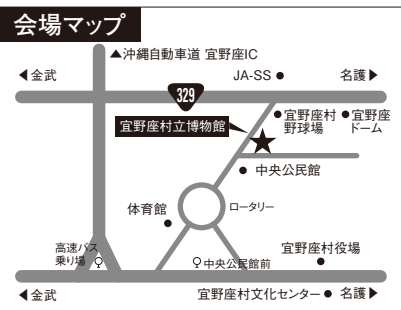 会場マップ
▲沖縄自動車道 宜野座IC
◀金武
JA-SS ●
名護▶
329
宜野座村立博物館
●宜野座村
野球場
●宜野座
ドーム
● 中央公民館
体育館
ロータリー
高速バス
乗り場
中央公民館前
宜野座村役場
◀金武
宜野座村文化センター ●
名護▶